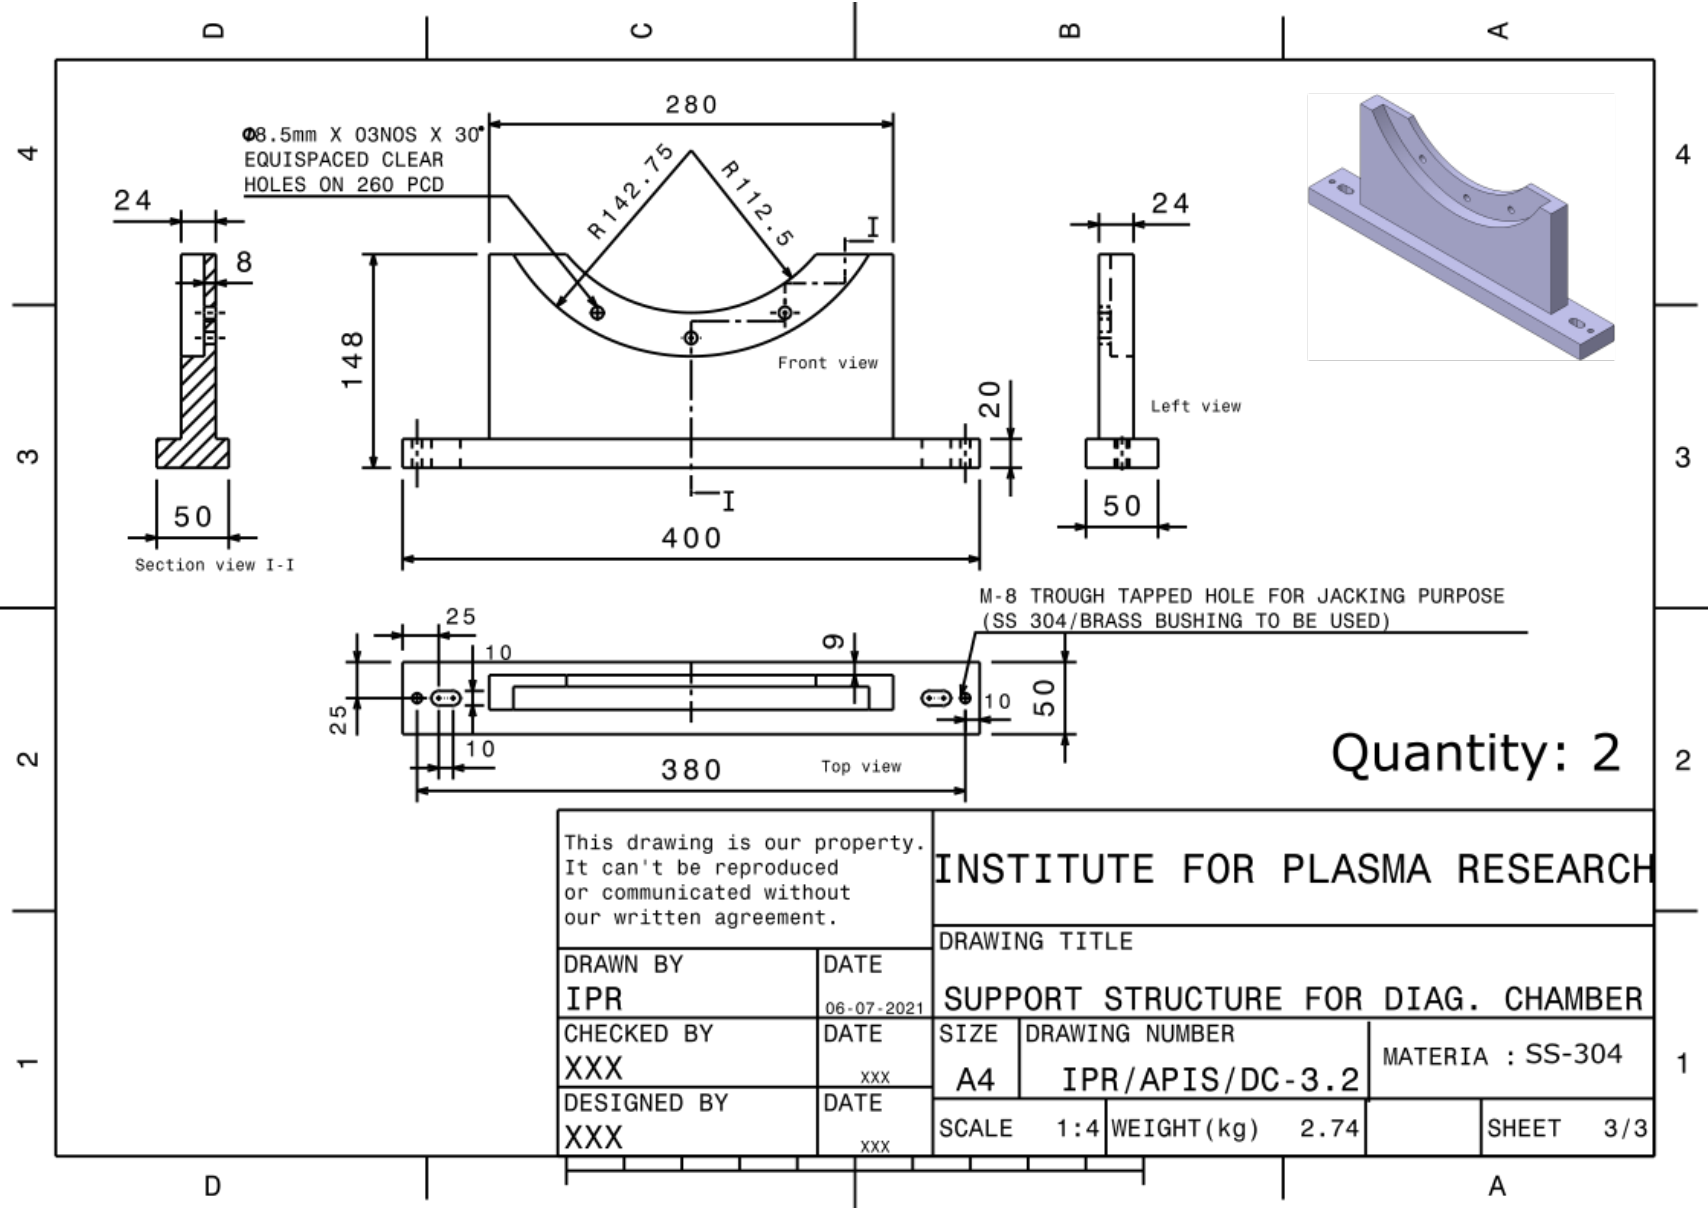 D C B A
280
Φ8.5mm X 03NOS X 30°
EQUISPACED CLEAR
HOLES ON 260 PCD
4 4
R142.75
R112.5
24
I
24
8
148
Front view
20
Left view
3 3
I
50
50
400
Section view I-I
M-8 TROUGH TAPPED HOLE FOR JACKING PURPOSE
(SS 304/BRASS BUSHING TO BE USED)
25
10
9
25
10
50
10
380
Top view
Quantity: 2
2 2
This drawing is our property.
It can't be reproduced
or communicated without
our written agreement.
INSTITUTE FOR PLASMA RESEARCH
DRAWING TITLE
SUPPORT STRUCTURE FOR DIAG. CHAMBER
DRAWN BY
IPR
DATE
06-07-2021
CHECKED BY
XXX
DATE
XXX
SIZE
A4
DRAWING NUMBER
IPR/APIS/DC-3.2
MATERIA : SS-304
1 1
DESIGNED BY
XXX
DATE
XXX
SCALE 1:4
WEIGHT(kg) 2.74
SHEET 3/3
D A